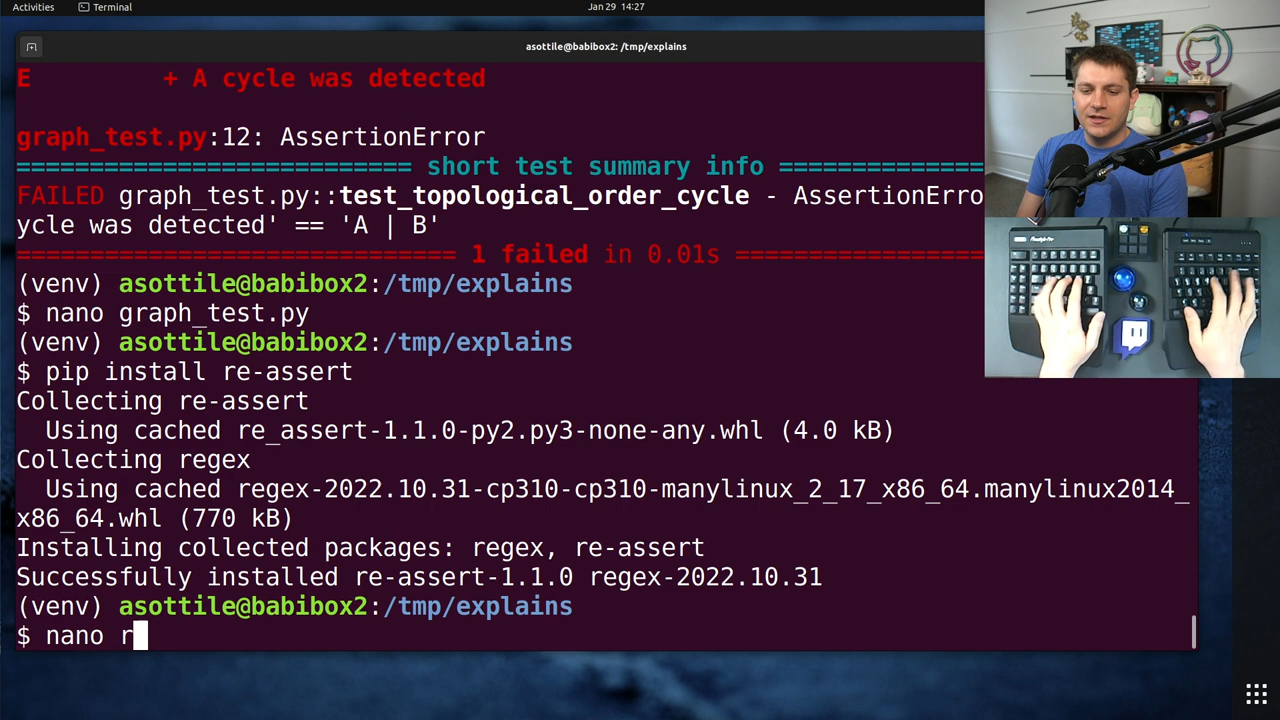 Activities
Terminal
Jan 29 14:27
asottile@babibox2: /tmp/explains
E         + A cycle was detected
graph_test.py:12: AssertionError
=========================== short test summary info ==============
FAILED graph_test.py::test_topological_order_cycle - AssertionErro
ycle was detected' == 'A | B'
============================== 1 failed in 0.01s =================
(venv) asottile@babibox2:/tmp/explains
$ nano graph_test.py
(venv) asottile@babibox2:/tmp/explains
$ pip install re-assert
Collecting re-assert
  Using cached re_assert-1.1.0-py2.py3-none-any.whl (4.0 kB)
Collecting regex
  Using cached regex-2022.10.31-cp310-cp310-manylinux_2_17_x86_64.manylinux2014_
x86_64.whl (770 kB)
Installing collected packages: regex, re-assert
Successfully installed re-assert-1.1.0 regex-2022.10.31
(venv) asottile@babibox2:/tmp/explains
$ nano r